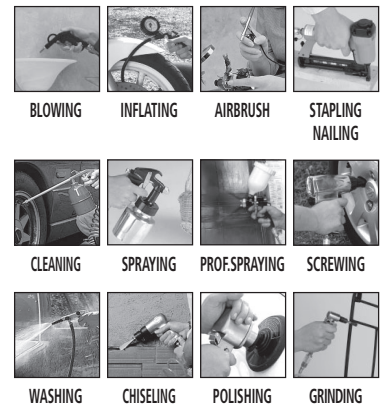 BLOWING
INFLATING
AIRBRUSH
STAPLING
NAILING
CLEANING
SPRAYING
PROF.SPRAYING
SCREWING
WASHING
CHISELING
POLISHING
GRINDING